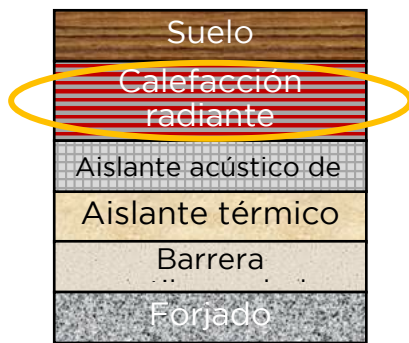 Suelo
Calefacción
radiante
Aislante acústico de
Aislante térmico
Barrera
Forjado